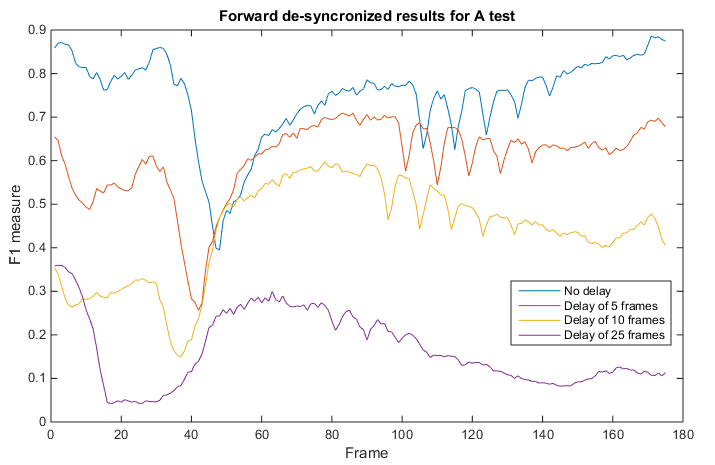 Forward de-syncronized results for A test
F1 measure
0.9
0.8
0.7
0.6
0.5
0.4
0.3
0.2
0.1
0
0 20 40 60 80 100 120 140 160 180
Frame
No delay
Delay of 5 frames
Delay of 10 frames
Delay of 25 frames